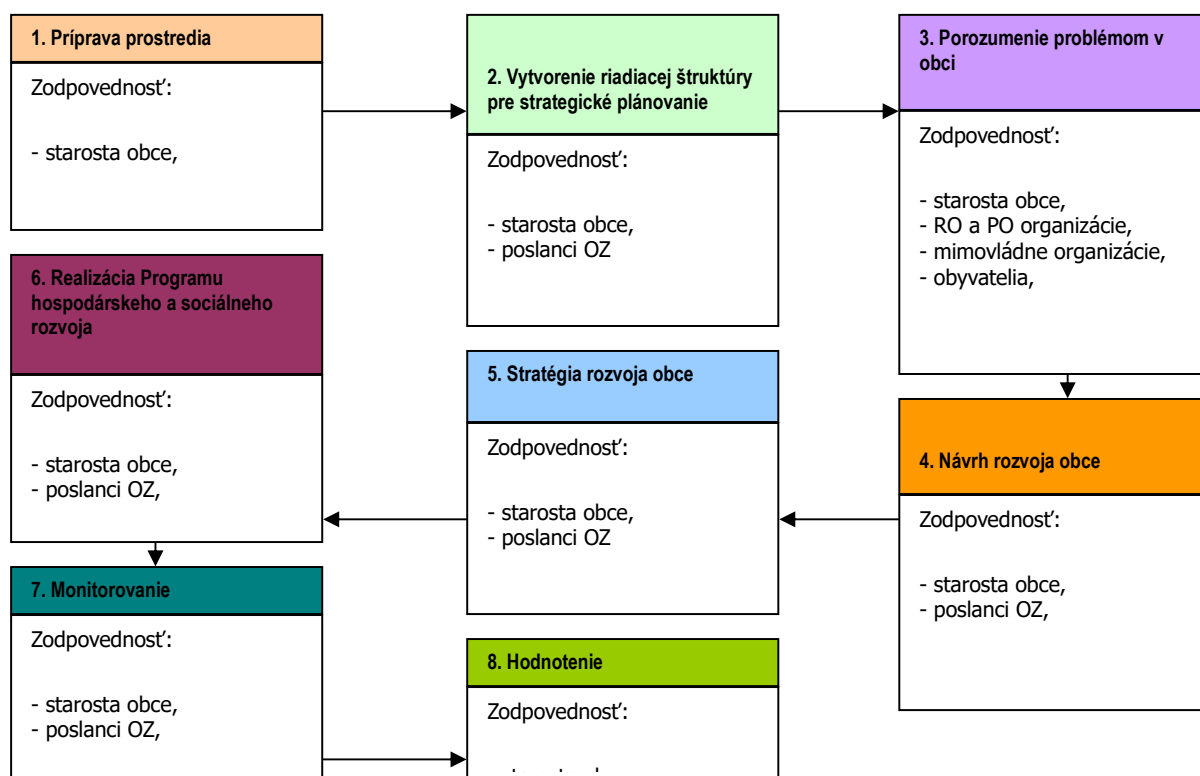 1. Príprava prostredia
Zodpovednosť:
- starosta obce,
2. Vytvorenie riadiacej štruktúry
pre strategické plánovanie
Zodpovednosť:
- starosta obce,
- poslanci OZ
3. Porozumenie problémom v
obci
Zodpovednosť:
- starosta obce,
- RO a PO organizácie,
- mimovládne organizácie,
- obyvatelia,
4. Návrh rozvoja obce
Zodpovednosť:
- starosta obce,
- poslanci OZ,
5. Stratégia rozvoja obce
Zodpovednosť:
- starosta obce,
- poslanci OZ
6. Realizácia Programu
hospodárskeho a sociálneho
rozvoja
Zodpovednosť:
- starosta obce,
- poslanci OZ,
7. Monitorovanie
Zodpovednosť:
- starosta obce,
- poslanci OZ,
8. Hodnotenie
Zodpovednosť: